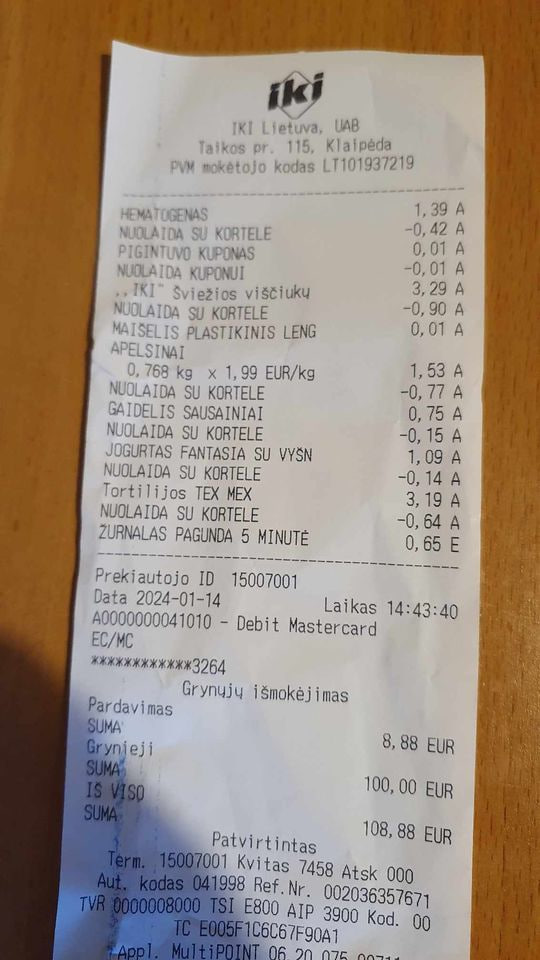 iki
IKI Lietuva, UAB
Taikos pr. 115, Klaipėda
PVM mokėtojo kodas LT101937219
HEMATOGENAS 1,39 A
NUOLAIDA SU KORTELE -0,42 A
PIGINTUVO KUPONAS 0,01 A
NUOLAIDA KUPONUI -0,01 A
,,IKI" Šviežios viščiukų 3,29 A
NUOLAIDA SU KORTELE -0,90 A
MAIŠELIS PLASTIKINIS LENG 0,01 A
APELSINAI
0,768 kg x 1,99 EUR/kg 1,53 A
NUOLAIDA SU KORTELE -0,77 A
GAIDELIS SAUSAINIAI 0,75 A
NUOLAIDA SU KORTELE -0,15 A
JOGURTAS FANTASIA SU VYŠN 1,09 A
NUOLAIDA SU KORTELE -0,14 A
Tortilijos TEX MEX 3,19 A
NUOLAIDA SU KORTELE -0,64 A
ŽURNALAS PAGUNDA 5 MINUTĖ 0,65 E
Prekiautojo ID 15007001
Data 2024-01-14 Laikas 14:43:40
A0000000041010 - Debit Mastercard
EC/MC
************3264
Grynųjų išmokėjimas
Pardavimas
SUMA 8,88 EUR
Grynieji
SUMA 100,00 EUR
IŠ VISO
SUMA 108,88 EUR
Patvirtintas
Term. 15007001 Kvitas 7458 Atsk 000
Aut. kodas 041998 Ref.Nr. 002036357671
TVR 0000008000 TSI E800 AIP 3900 Kod. 00
TC E005F1C6C67F90A1
Appl. MultiPOINT 06.20.075